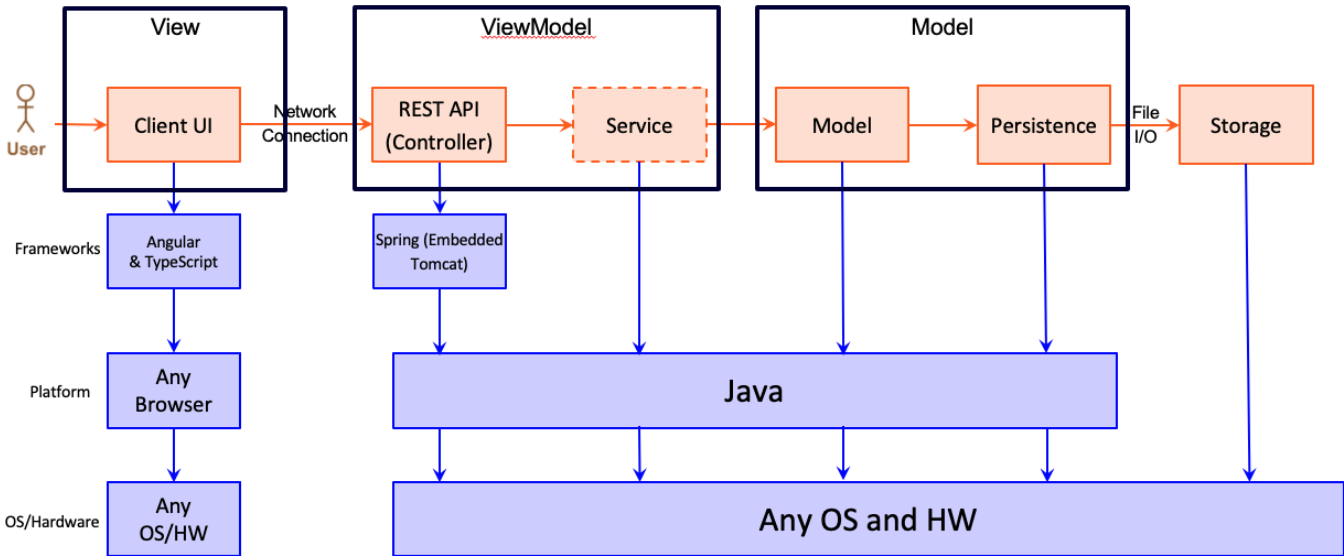 View
ViewModel
Model
User
Client UI
Network
Connection
REST API
(Controller)
Service
Model
Persistence
File
I/O
Storage
Frameworks
Angular
& TypeScript
Spring (Embedded
Tomcat)
Platform
Any
Browser
Java
OS/Hardware
Any
OS/HW
Any OS and HW